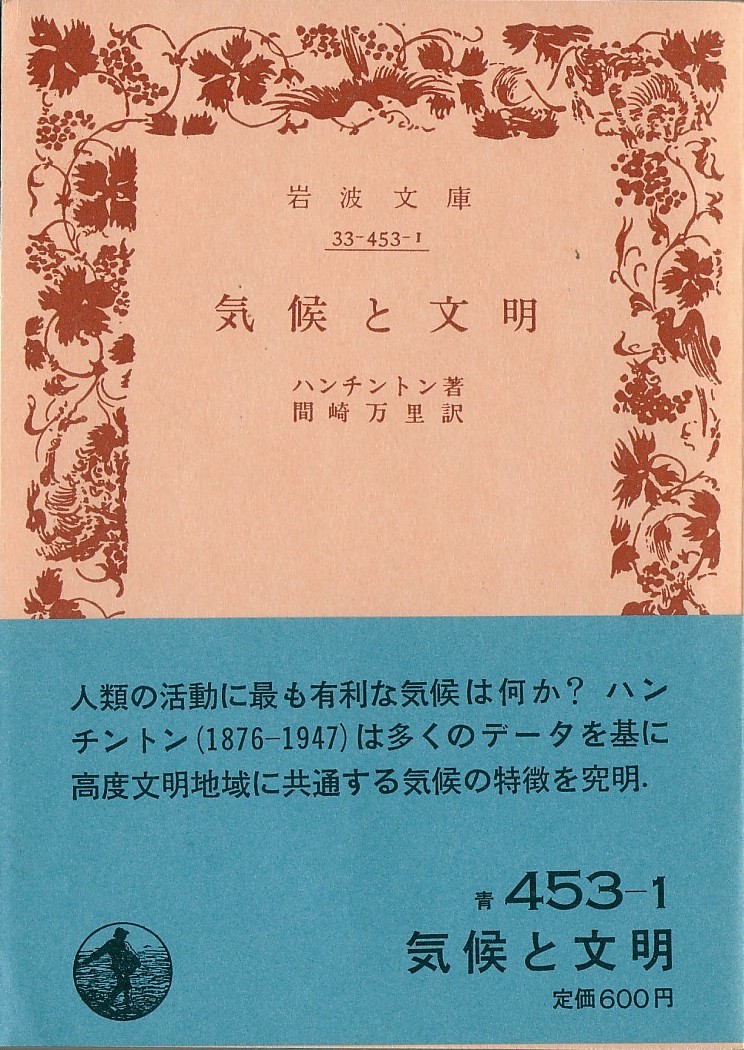 岩波文庫
33-453-1
気候と文明
ハンチントン著
間崎万里訳
人類の活動に最も有利な気候は何か？ ハン
チントン(1876-1947)は多くのデータを基に
高度文明地域に共通する気候の特徴を究明.
青 453-1
気候と文明
定価600円